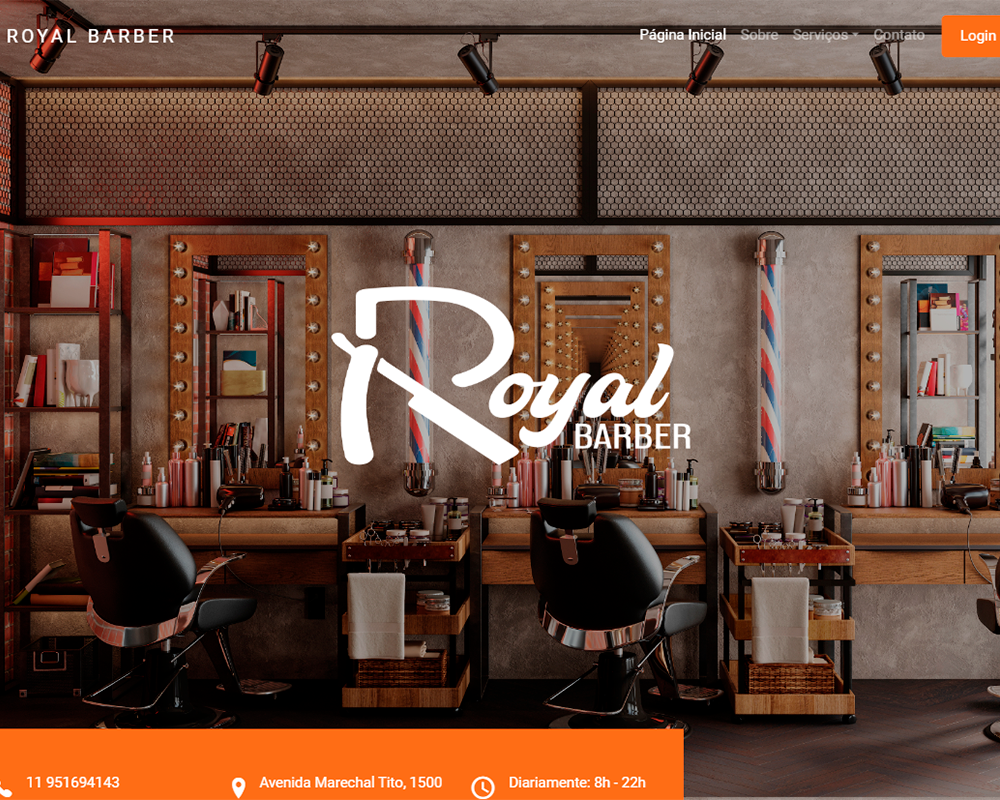 ROYAL BARBER
Página Inicial Sobre Serviços Contato Login
Royal
BARBER
11 951694143 Avenida Marechal Tito, 1500 Diariamente: 8h - 22h